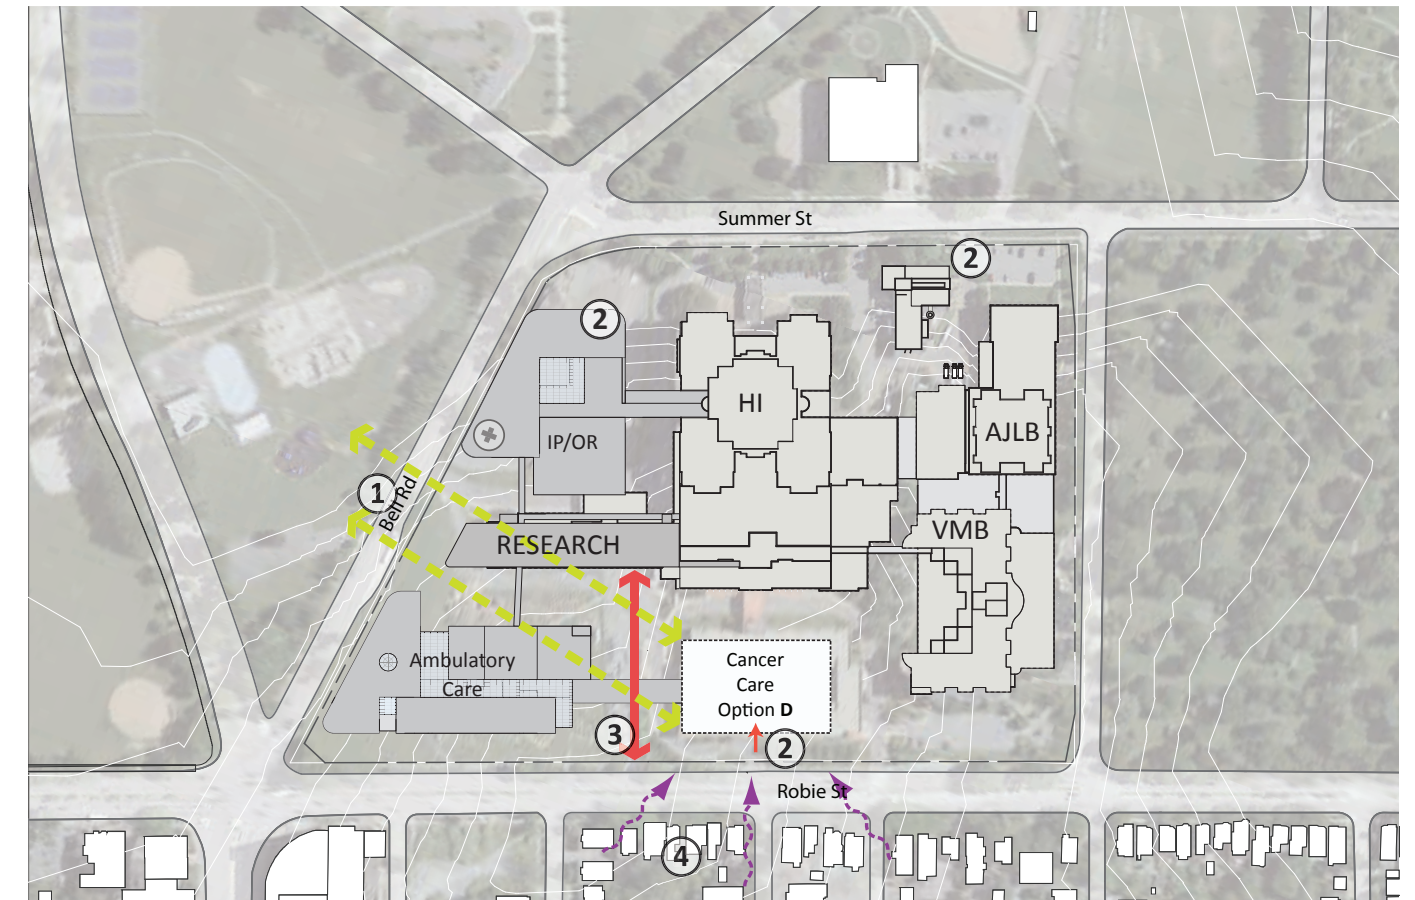 Summer St
2
2
HI
AJLB
IP/OR
1
Bell Rd
VMB
RESEARCH
Ambulatory
Care
Cancer
Care
Option D
3
2
Robie St
4